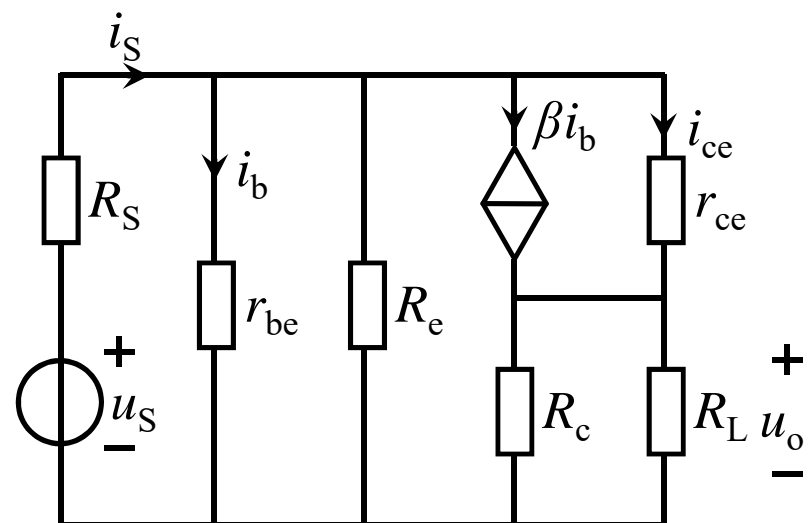 i_S
βi_b
i_ce
i_b
R_S
r_ce
r_be
R_e
+
+
u_S
R_c
R_L
u_o
−
−